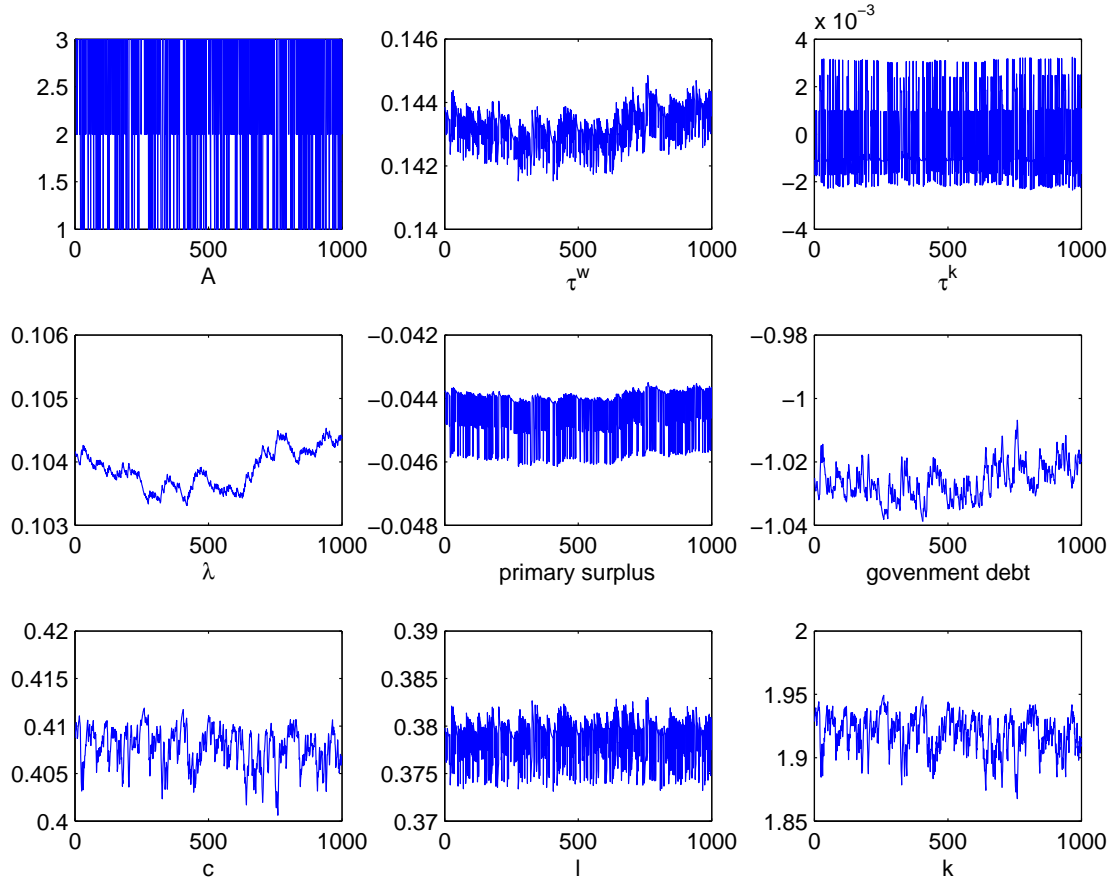 3
2.5
2
1.5
1
0 500 1000
A
0.146
0.144
0.142
0.14
0 500 1000
τ^w
x 10^−3
4
2
0
−2
−4
0 500 1000
τ^k
0.106
0.105
0.104
0.103
0 500 1000
λ
−0.042
−0.044
−0.046
−0.048
0 500 1000
primary surplus
−0.98
−1
−1.02
−1.04
0 500 1000
govenment debt
0.42
0.415
0.41
0.405
0.4
0 500 1000
c
0.39
0.385
0.38
0.375
0.37
0 500 1000
l
2
1.95
1.9
1.85
0 500 1000
k